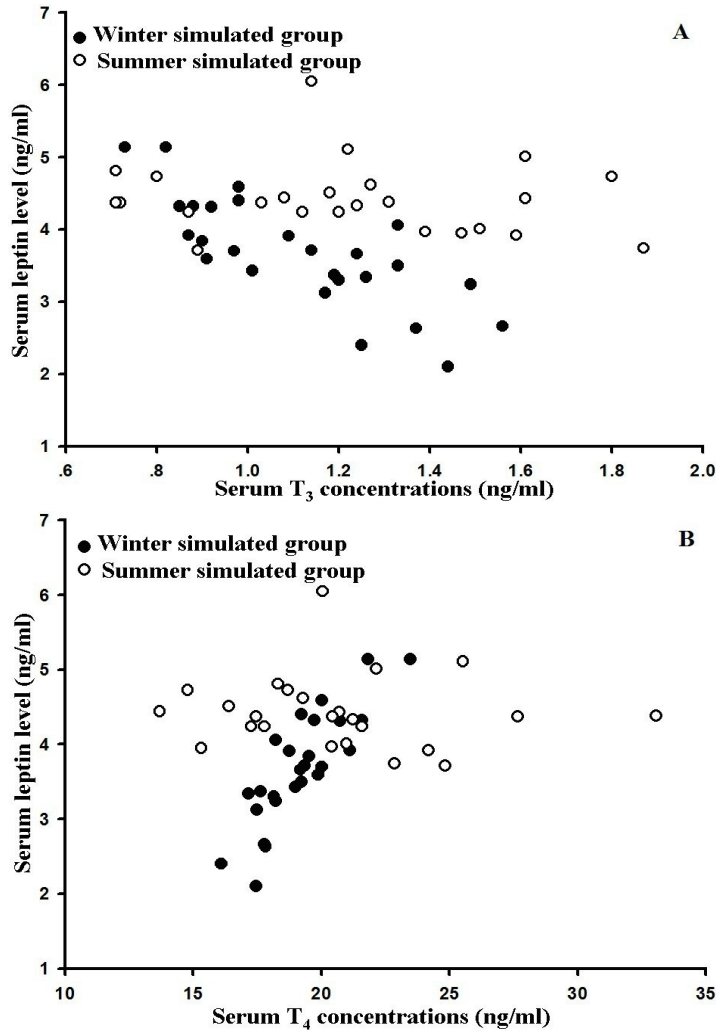 7
Winter simulated group
A
Summer simulated group
6
5
4
3
2
1
Serum leptin level (ng/ml)
.6 .8 1.0 1.2 1.4 1.6 1.8 2.0
Serum T3 concentrations (ng/ml)
7
Winter simulated group
B
Summer simulated group
6
5
4
3
2
1
Serum leptin level (ng/ml)
10 15 20 25 30 35
Serum T4 concentrations (ng/ml)